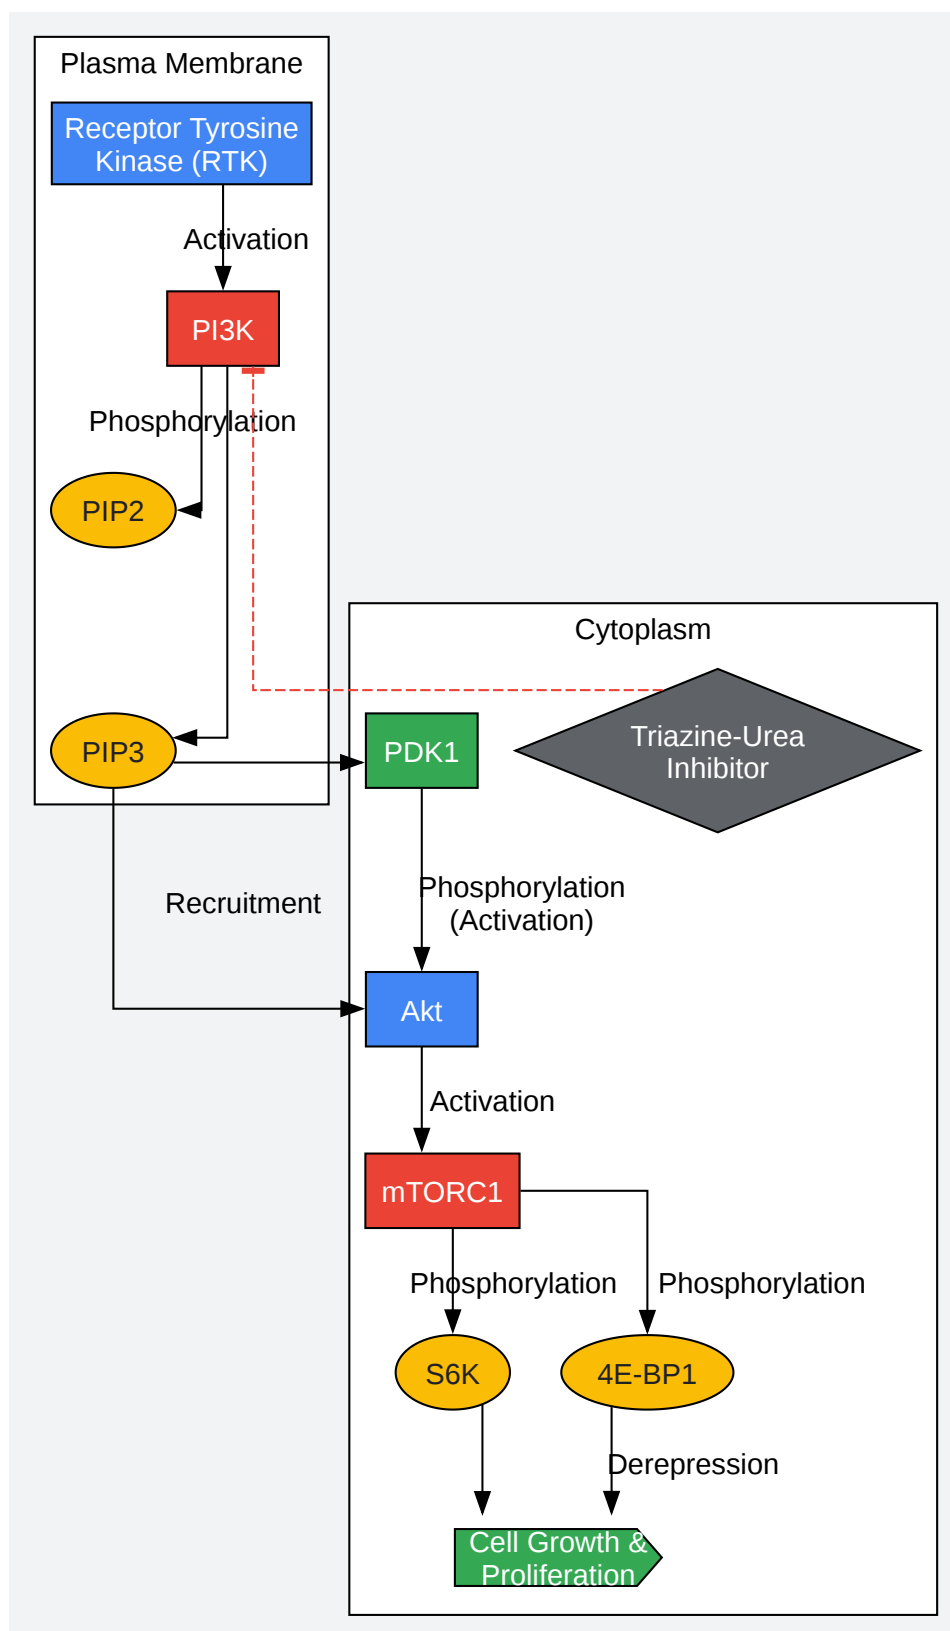 Plasma Membrane
Receptor Tyrosine
Kinase (RTK)
Activation
PI3K
Phosphorylation
PIP2
Cytoplasm
Triazine-Urea
Inhibitor
PIP3
PDK1
Phosphorylation
(Activation)
Recruitment
Akt
Activation
mTORC1
Phosphorylation
Phosphorylation
S6K
4E-BP1
Derepression
Cell Growth &
Proliferation